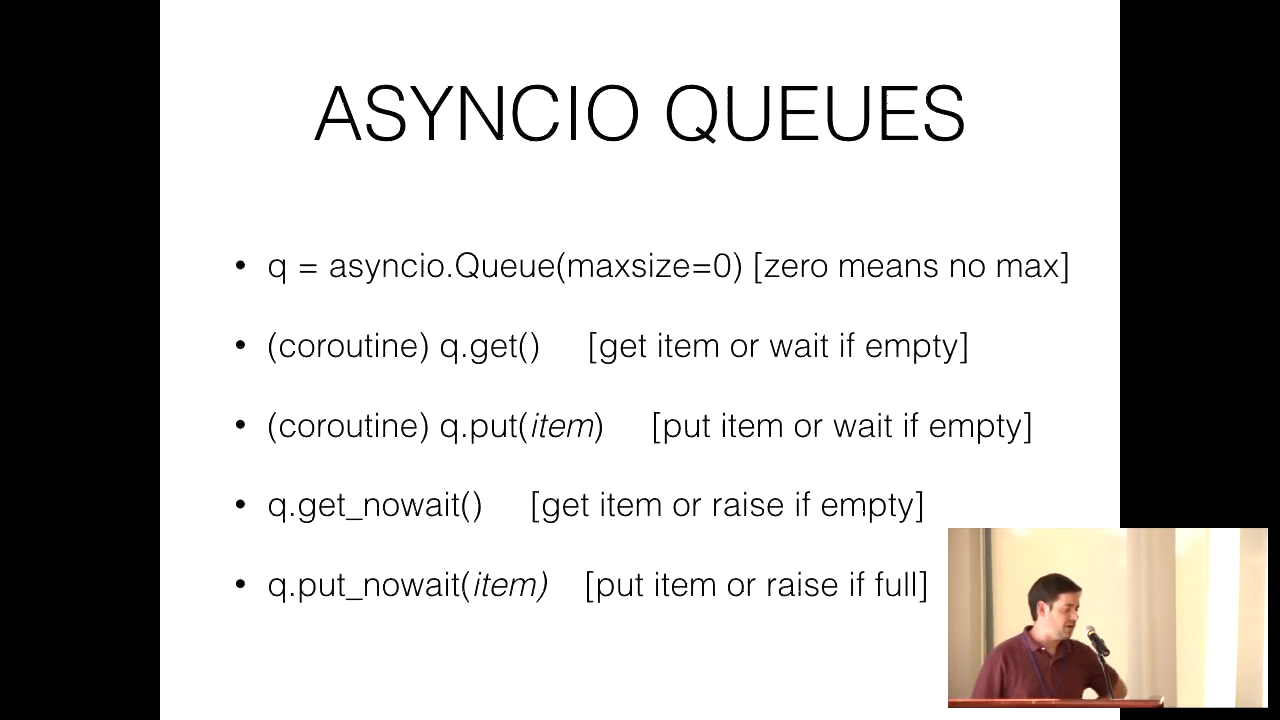 ASYNCIO QUEUES
• q = asyncio.Queue(maxsize=0) [zero means no max]
• (coroutine) q.get() [get item or wait if empty]
• (coroutine) q.put(item) [put item or wait if empty]
• q.get_nowait() [get item or raise if empty]
• q.put_nowait(item) [put item or raise if full]